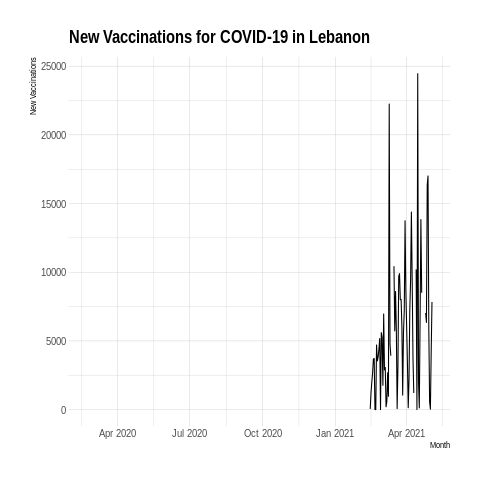 New Vaccinations for COVID-19 in Lebanon
New Vaccinations
25000
20000
15000
10000
5000
0
Apr 2020 Jul 2020 Oct 2020 Jan 2021 Apr 2021
Month